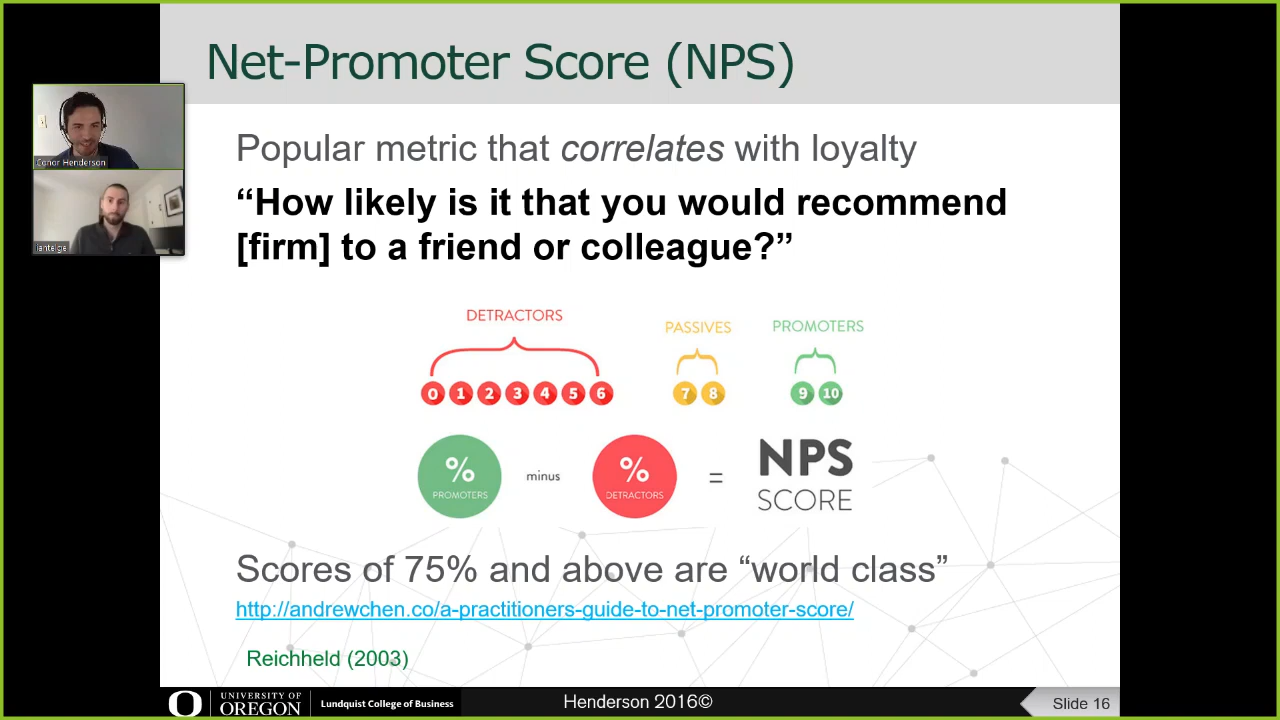 Net-Promoter Score (NPS)
Conor Henderson
iantelge
Popular metric that correlates with loyalty
“How likely is it that you would recommend
[firm] to a friend or colleague?”
DETRACTORS
PASSIVES
PROMOTERS
0 1 2 3 4 5 6
7 8
9 10
% PROMOTERS
minus
% DETRACTORS
=
NPS
SCORE
Scores of 75% and above are “world class”
http://andrewchen.co/a-practitioners-guide-to-net-promoter-score/
Reichheld (2003)
UNIVERSITY OF
OREGON
Lundquist College of Business
Henderson 2016©
Slide 16